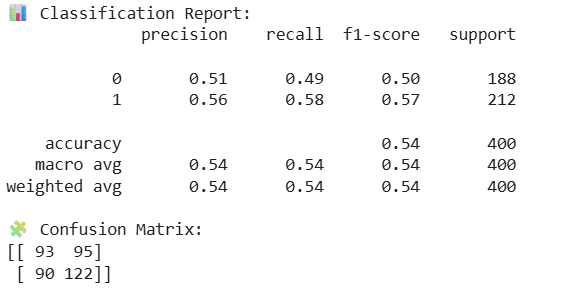 📊 Classification Report:
              precision    recall  f1-score   support

           0       0.51      0.49      0.50       188
           1       0.56      0.58      0.57       212

    accuracy                           0.54       400
   macro avg       0.54      0.54      0.54       400
weighted avg       0.54      0.54      0.54       400

🧩 Confusion Matrix:
[[ 93  95]
 [ 90 122]]